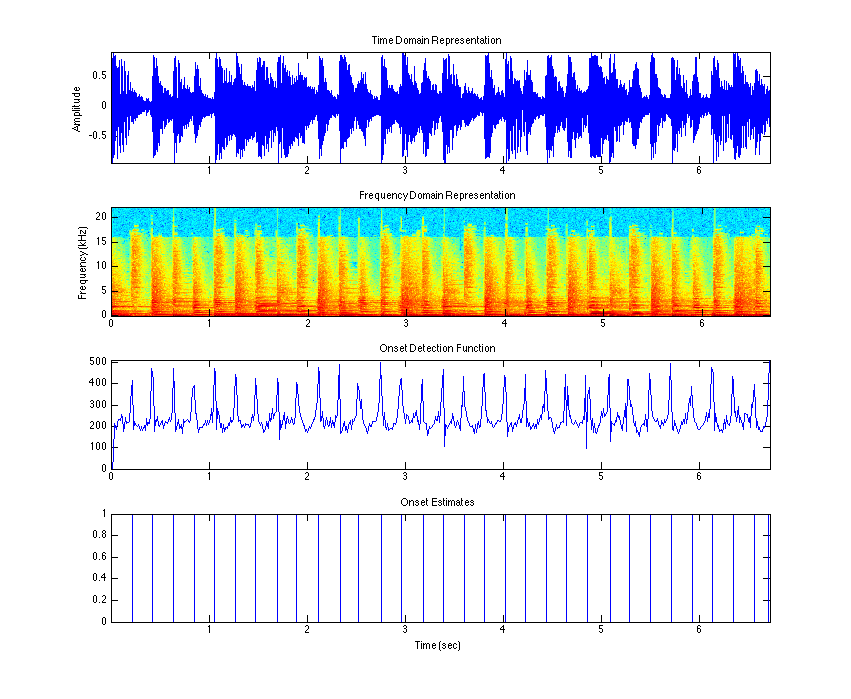 Time Domain Representation
0.5
0
-0.5
Amplitude
1 2 3 4 5 6
Frequency Domain Representation
20
15
10
5
0
Frequency(kHz)
0 1 2 3 4 5 6
Onset Detection Function
500
400
300
200
100
0
0 1 2 3 4 5 6
Onset Estimates
1
0.8
0.6
0.4
0.2
0
1 2 3 4 5 6
Time (sec)